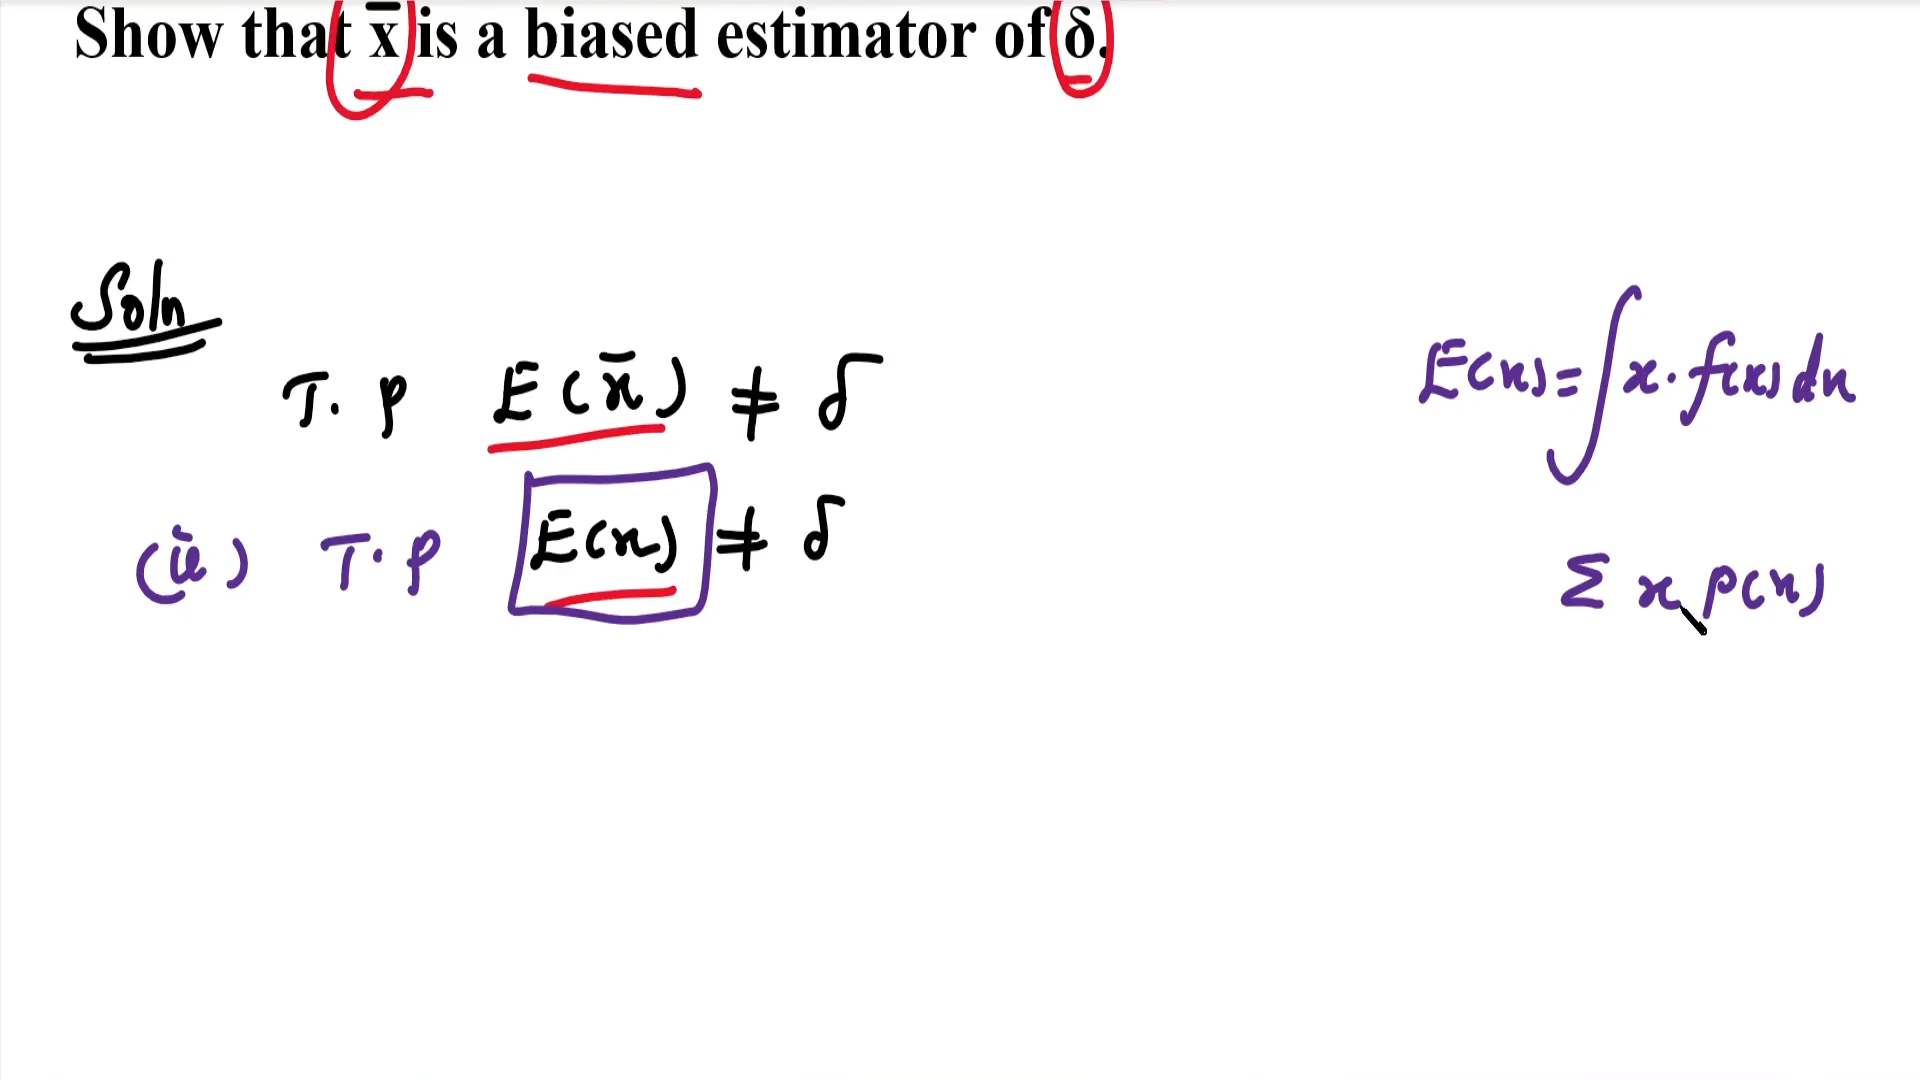 Show that x̄ is a biased estimator of δ.
Soln
T. P E(x̄) ≠ δ
(ie) T.P E(x) ≠ δ
E(x) = ∫ x. f(x) dx
Σ x p(x)